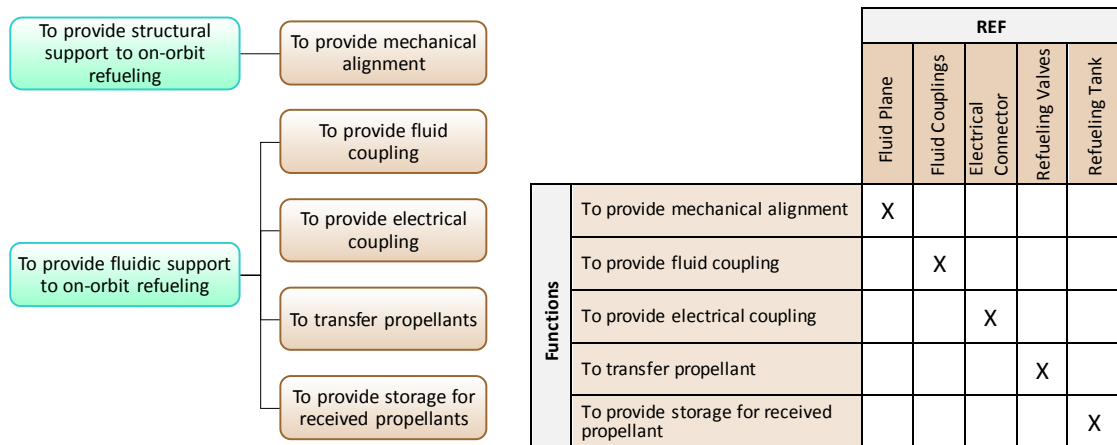 To provide structural
support to on-orbit
refueling
To provide mechanical
alignment
To provide fluid
coupling
To provide electrical
coupling
To provide fluidic support
to on-orbit refueling
To transfer propellants
To provide storage for
received propellants
REF
Fluid Plane
Fluid Couplings
Electrical
Connector
Refueling Valves
Refueling Tank
Functions
To provide mechanical alignment
X
To provide fluid coupling
X
To provide electrical coupling
X
To transfer propellant
X
To provide storage for received
propellant
X